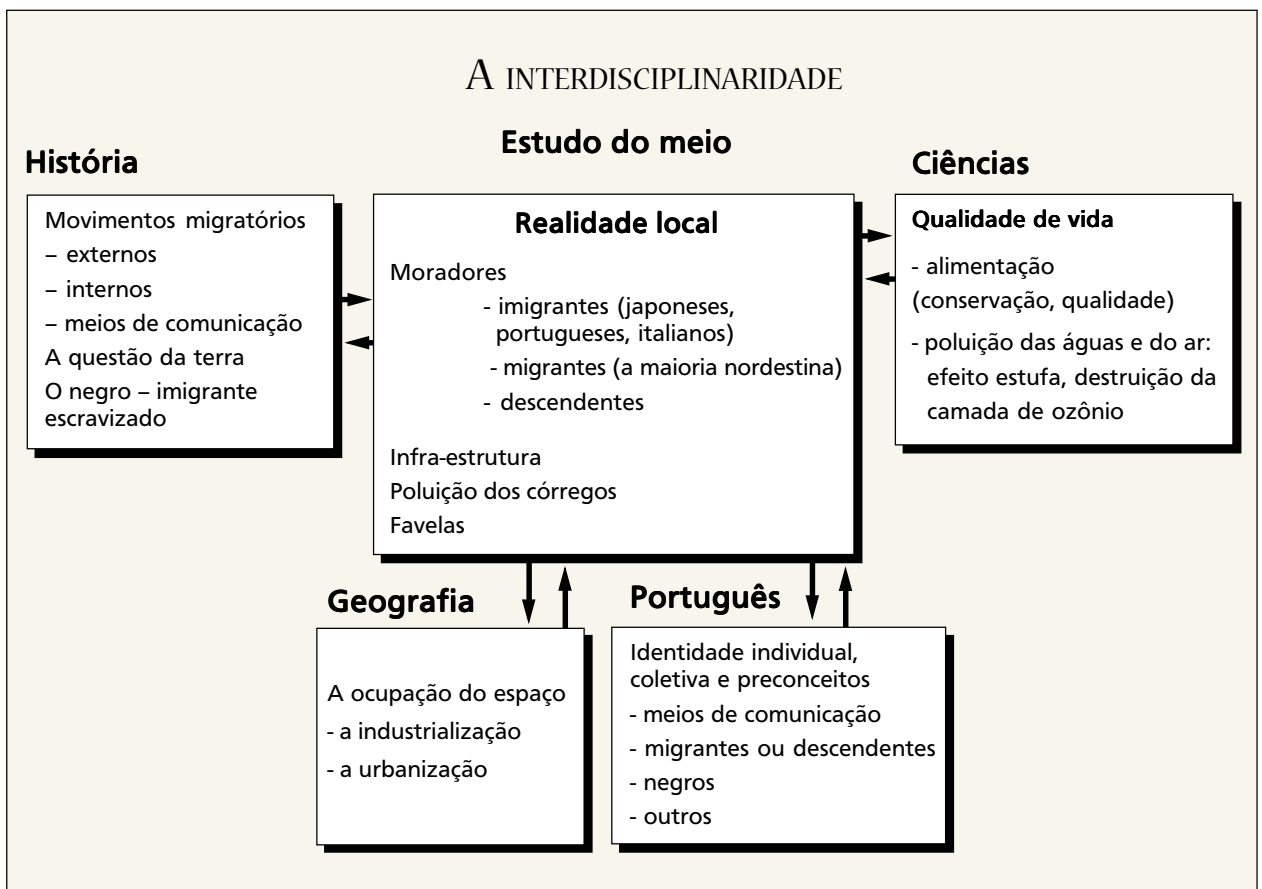 A INTERDISCIPLINARIDADE
Estudo do meio
História
Movimentos migratórios
– externos
– internos
– meios de comunicação
A questão da terra
O negro – imigrante
escravizado
Realidade local
Moradores
- imigrantes (japoneses,
portugueses, italianos)
- migrantes (a maioria nordestina)
- descendentes
Infra-estrutura
Poluição dos córregos
Favelas
Ciências
Qualidade de vida
- alimentação
(conservação, qualidade)
- poluição das águas e do ar:
efeito estufa, destruição da
camada de ozônio
Geografia
A ocupação do espaço
- a industrialização
- a urbanização
Português
Identidade individual,
coletiva e preconceitos
- meios de comunicação
- migrantes ou descendentes
- negros
- outros